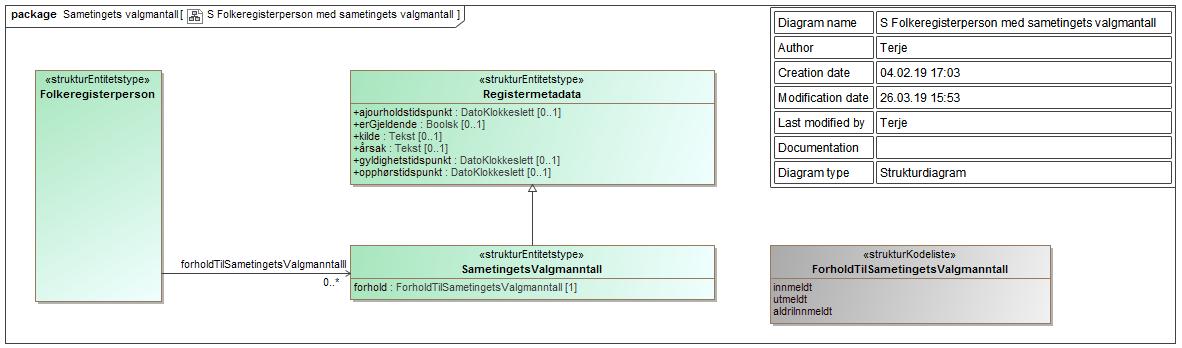 package Sametingets valgmantall[ S Folkeregisterperson med sametingets valgmantall ]
Diagram name S Folkeregisterperson med sametingets valgmantall
Author Terje
Creation date 04.02.19 17:03
Modification date 26.03.19 15:53
Last modified by Terje
Documentation
Diagram type Strukturdiagram
«strukturEntitetstype»
Folkeregisterperson
«strukturEntitetstype»
Registermetadata
+ajourholdstidspunkt : DatoKlokkeslett [0..1]
+erGjeldende : Boolsk [0..1]
+kilde : Tekst [0..1]
+årsak : Tekst [0..1]
+gyldighetstidspunkt : DatoKlokkeslett [0..1]
+opphørstidspunkt : DatoKlokkeslett [0..1]
forholdTilSametingetsValgmanntalll
0..*
«strukturEntitetstype»
SametingetsValgmanntall
forhold : ForholdTilSametingetsValgmanntall [1]
«strukturKodeliste»
ForholdTilSametingetsValgmanntall
innmeldt
utmeldt
aldriInnmeldt